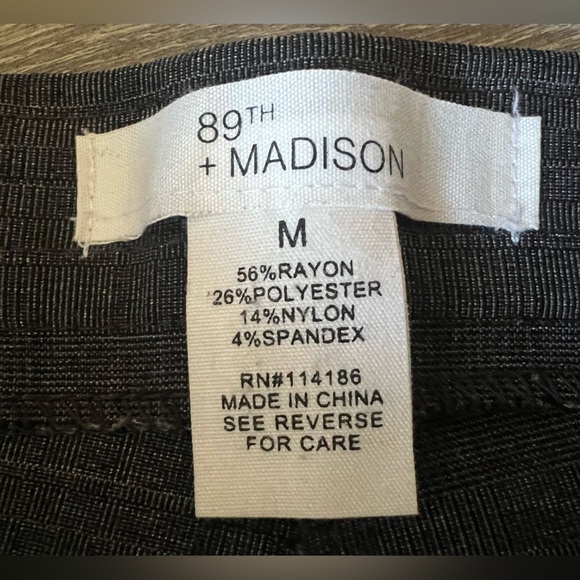 89TH
+ MADISON
M
56%RAYON
26%POLYESTER
14%NYLON
4%SPANDEX
RN#114186
MADE IN CHINA
SEE REVERSE
FOR CARE